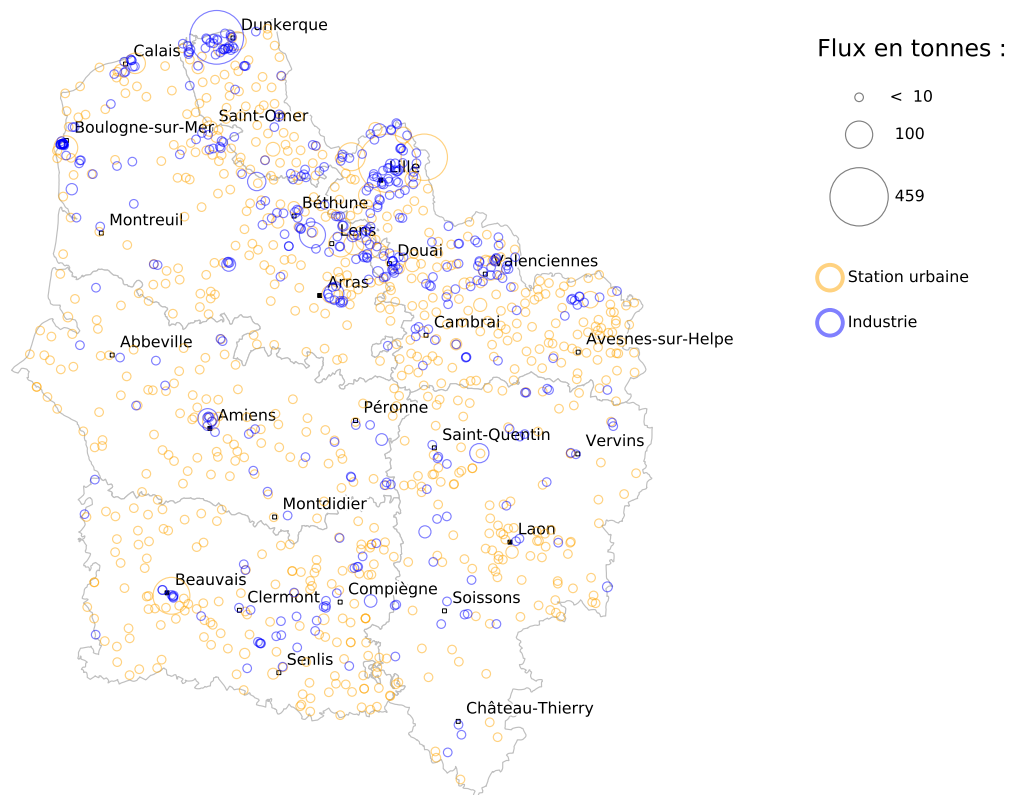 Dunkerque
Calais
Saint-Omer
Boulogne-sur-Mer
Lille
Béthune
Montreuil
Lens
Douai
Valenciennes
Arras
Cambrai
Abbeville
Avesnes-sur-Helpe
Péronne
Amiens
Saint-Quentin
Vervins
Montdidier
Laon
Beauvais
Clermont
Compiègne
Soissons
Senlis
Château-Thierry
Flux en tonnes :
< 10
100
459
Station urbaine
Industrie